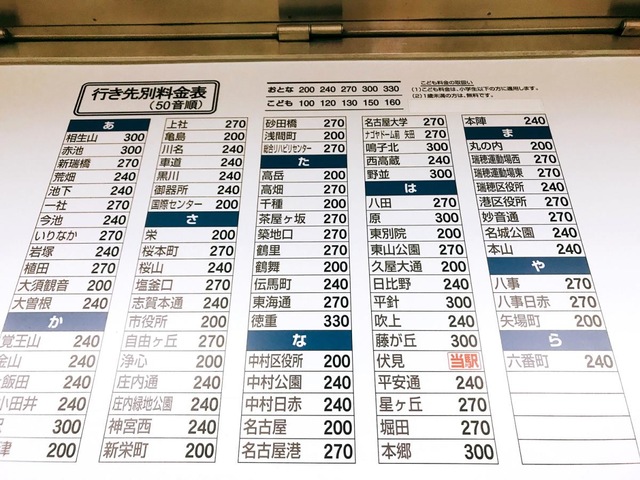 行き先別料金表
(50音順)
おとな 200 240 270 300 330
こども 100 120 130 150 160
こども料金の取扱い
(1)こども料金は、小学生以下の方に適用します。
(2)1歳未満の方は、無料です。
あ
相生山 300
赤池 300
新瑞橋 270
荒畑 240
池下 240
一社 270
今池 240
いりなか 270
岩塚 240
植田 270
大須観音 200
大曽根 240
か
覚王山 240
金山 240
飯田 240
小田井 240
300
津 200
上社 270
亀島 200
川名 240
車道 240
黒川 240
御器所 240
国際センター 200
さ
栄 200
桜本町 270
桜山 240
塩釜口 270
志賀本通 240
市役所 200
自由ヶ丘 270
浄心 200
庄内通 240
庄内緑地公園 240
神宮西 240
新栄町 200
砂田橋 270
浅間町 200
総合リハビリセンター 270
た
高岳 200
高畑 270
千種 200
茶屋ヶ坂 270
築地口 270
鶴里 270
鶴舞 200
伝馬町 240
東海通 270
徳重 330
な
中村区役所 200
中村公園 240
中村日赤 240
名古屋 200
名古屋港 270
名古屋大学 270
ナゴヤドーム前 矢田 270
鳴子北 300
西高蔵 240
野並 300
は
八田 270
原 300
東別院 200
東山公園 270
久屋大通 200
日比野 240
平針 300
吹上 240
藤が丘 300
伏見 当駅
平安通 240
星ヶ丘 270
堀田 270
本郷 300
本陣 240
ま
丸の内 200
瑞穂運動場西 270
瑞穂運動場東 270
瑞穂区役所 240
港区役所 270
妙音通 270
名城公園 240
本山 240
や
八事 270
八事日赤 270
矢場町 200
ら
六番町 240